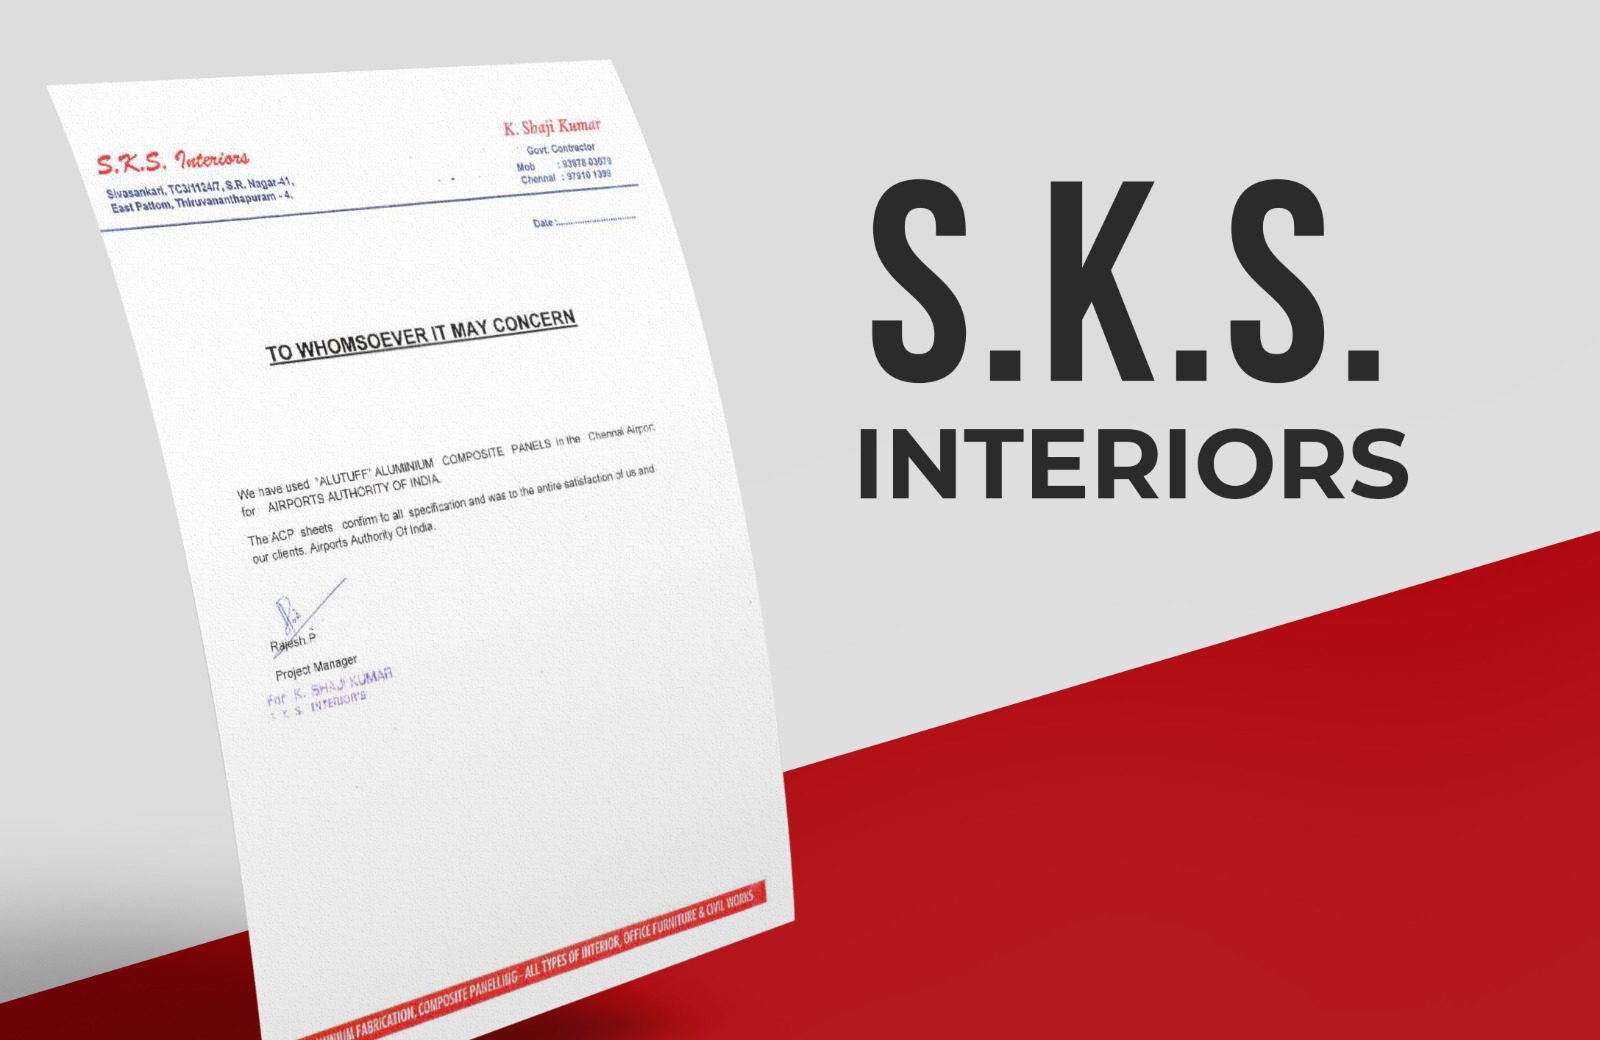 S.K.S. Interiors
Sivasankari, TC3/1124/7, S.R. Nagar-41,
East Pattom, Thiruvananthapuram - 4.
K. Shaji Kumar
Govt. Contractor
Mob : 93878 03079
Chennai : 97910 1399
Date :..............................
TO WHOMSOEVER IT MAY CONCERN
We have used "ALUTUFF" ALUMINIUM COMPOSITE PANELS in the Chennai Airport
for AIRPORTS AUTHORITY OF INDIA.
The ACP sheets confirm to all specification and was to the entire satisfaction of us and
our clients. Airports Authority Of India.
Rajesh.P
Project Manager
For K. SHAJI KUMAR
S. INTERIOR'S
FABRICATION, COMPOSITE PANELLING - ALL TYPES OF INTERIOR, OFFICE FURNITURE & CIVIL WORKS
S.K.S.
INTERIORS